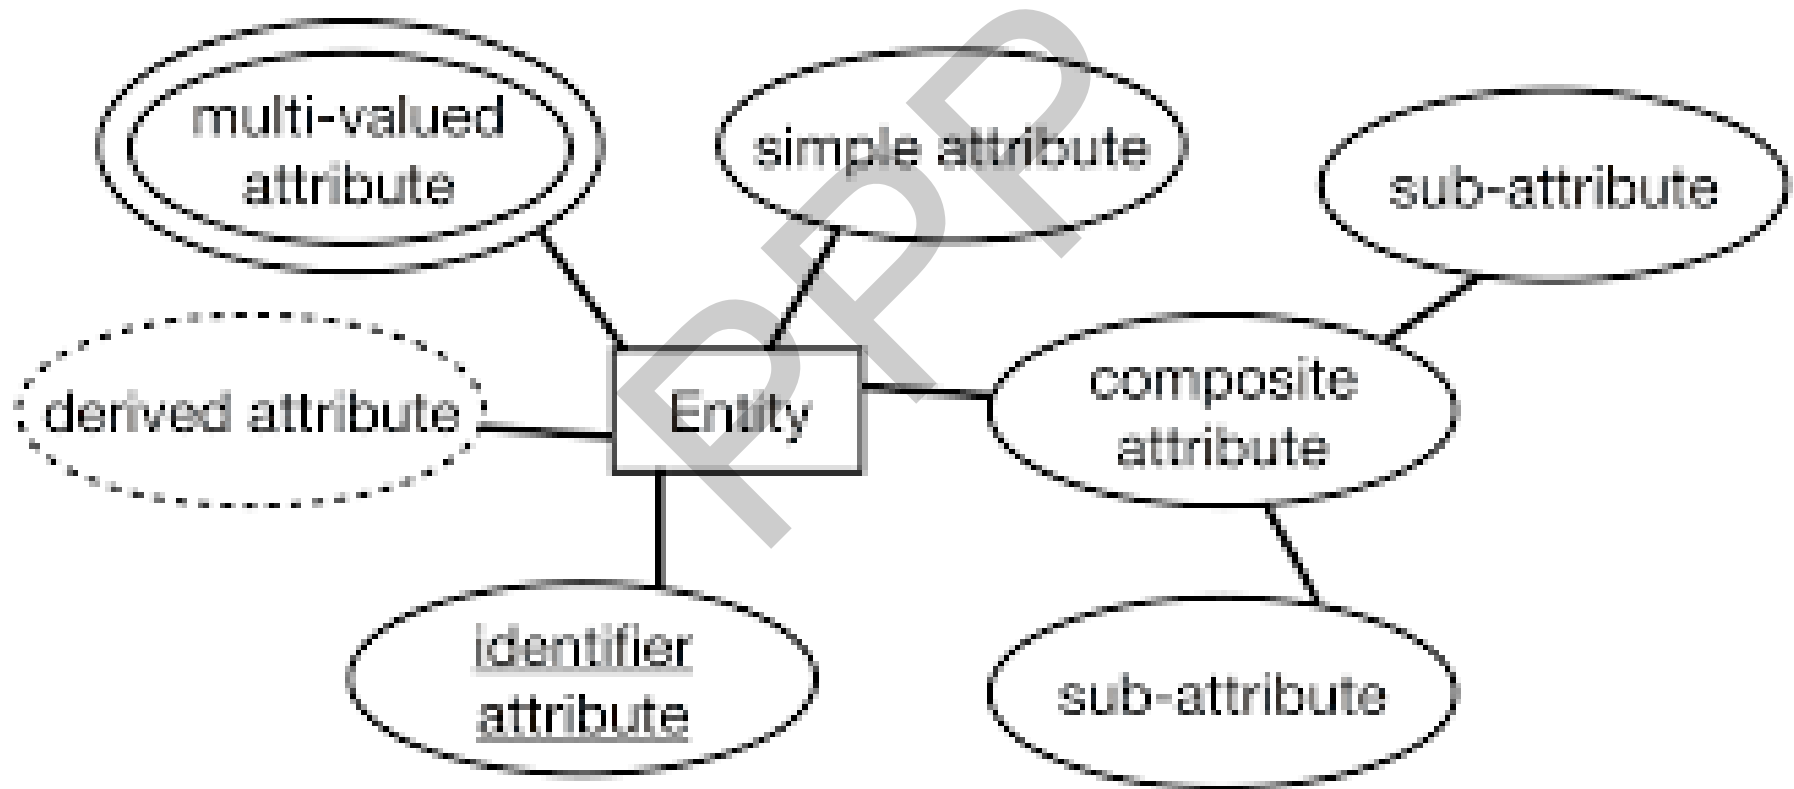 multi-valued
attribute
simple attribute
sub-attribute
derived attribute
Entity
composite
attribute
identifier
attribute
sub-attribute
PPP